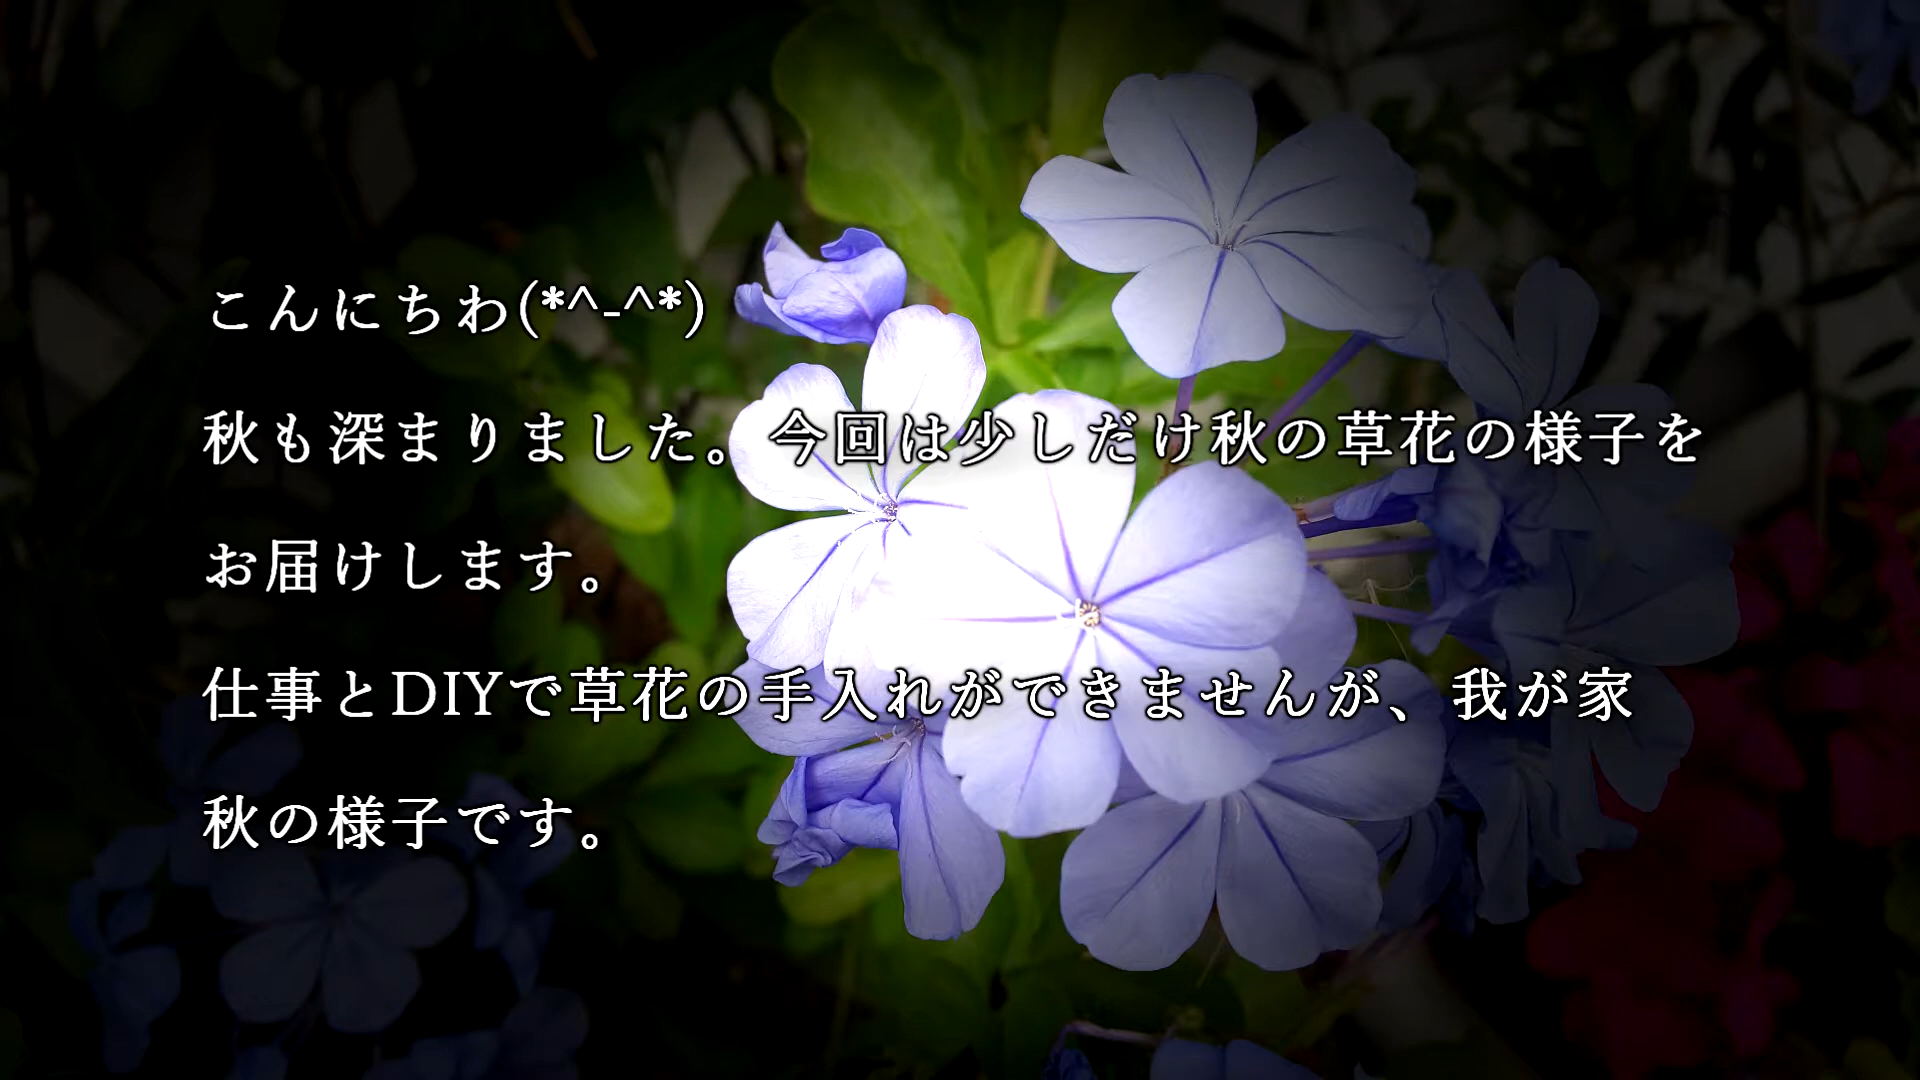 こんにちわ(*^-^*)
秋も深まりました。今回は少しだけ秋の草花の様子を
お届けします。
仕事とDIYで草花の手入れができませんが、我が家
秋の様子です。